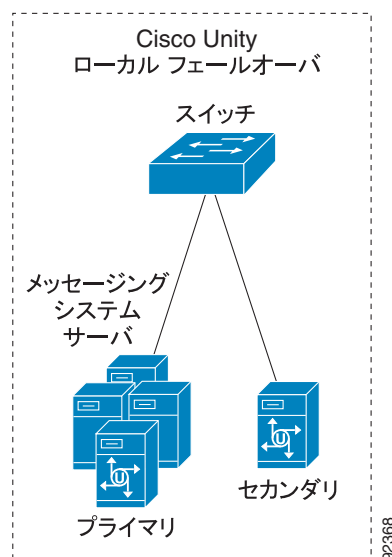 Cisco Unity
ローカル フェールオーバ
スイッチ
メッセージング
システム
サーバ
U
U
セカンダリ
プライマリ